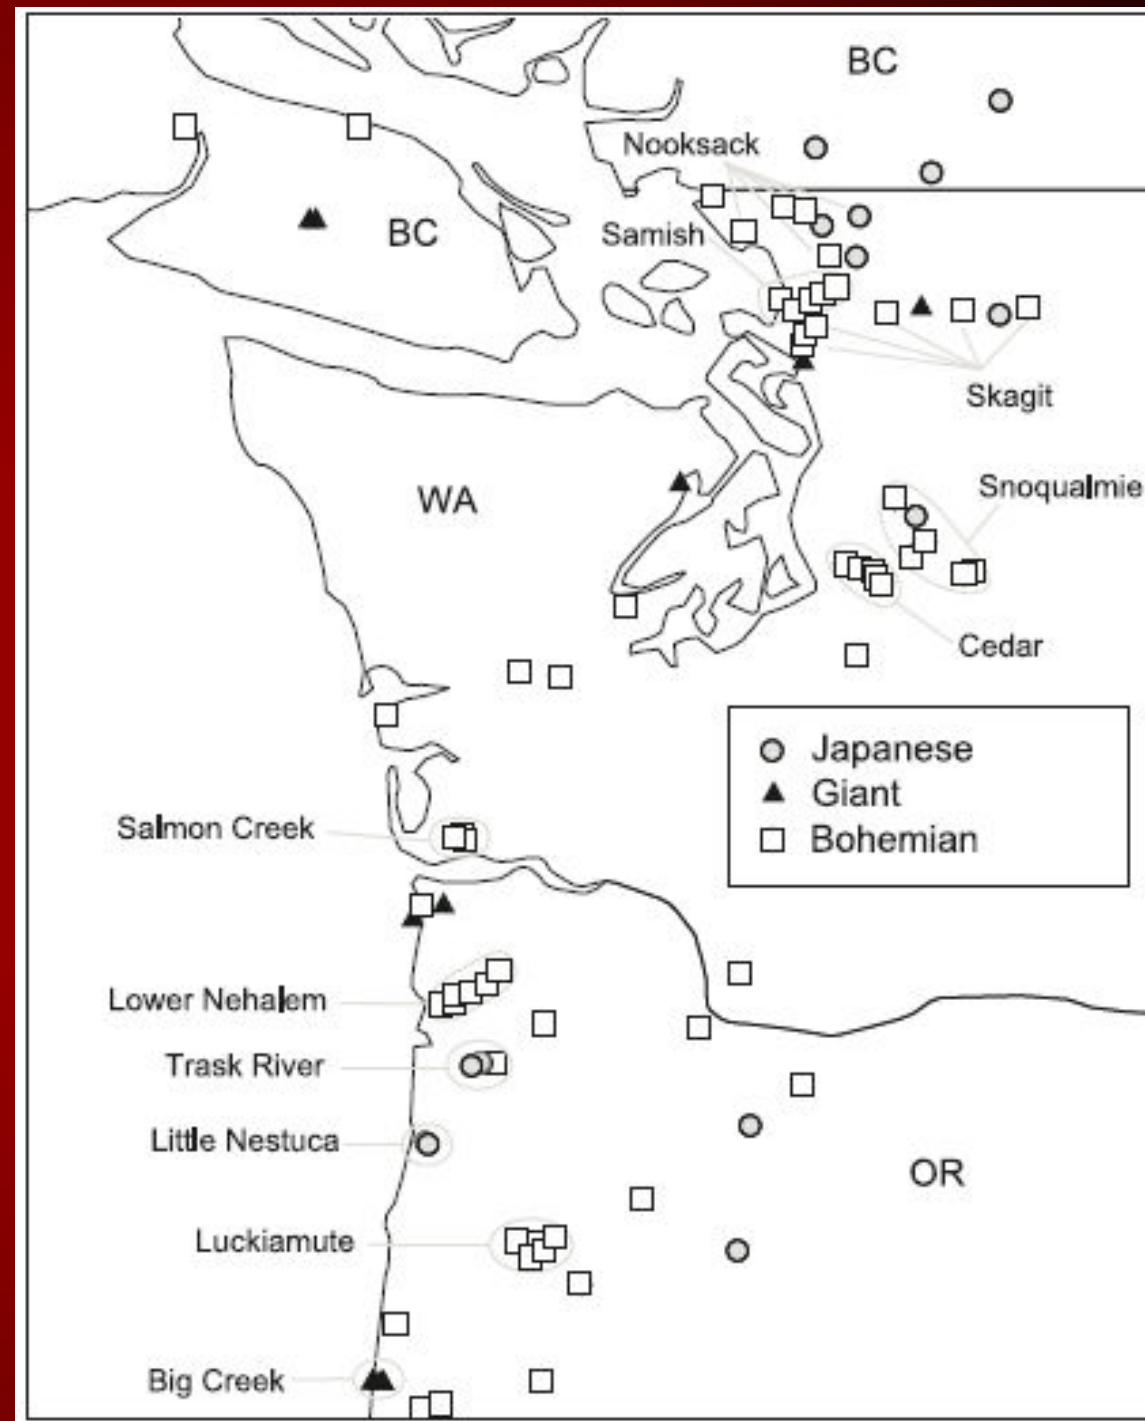 BC
Nooksack
BC
Samish
Skagit
WA
Snoqualmie
Cedar
Japanese
Giant
Bohemian
Salmon Creek
Lower Nehalem
Trask River
Little Nestuca
OR
Luckiamute
Big Creek